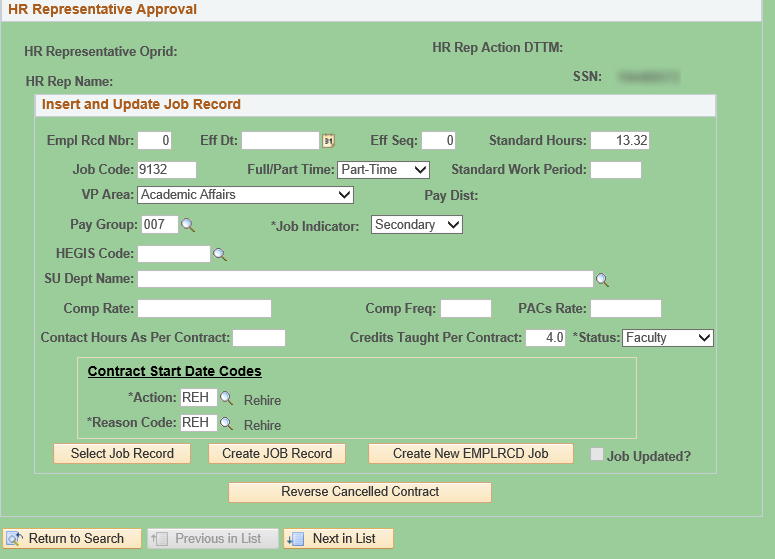 HR Representative Approval
HR Representative Oprid: HR Rep Action DTTM:
HR Rep Name: SSN:
Insert and Update Job Record
Empl Rcd Nbr: 0 Eff Dt: 31 Eff Seq: 0 Standard Hours: 13.32
Job Code: 9132 Full/Part Time: Part-Time Standard Work Period:
VP Area: Academic Affairs Pay Dist:
Pay Group: 007 *Job Indicator: Secondary
HEGIS Code:
SU Dept Name:
Comp Rate: Comp Freq: PACs Rate:
Contact Hours As Per Contract: Credits Taught Per Contract: 4.0 *Status: Faculty
Contract Start Date Codes
*Action: REH Rehire
*Reason Code: REH Rehire
Select Job Record Create JOB Record Create New EMPLRCD Job Job Updated?
Reverse Cancelled Contract
Return to Search Previous in List Next in List